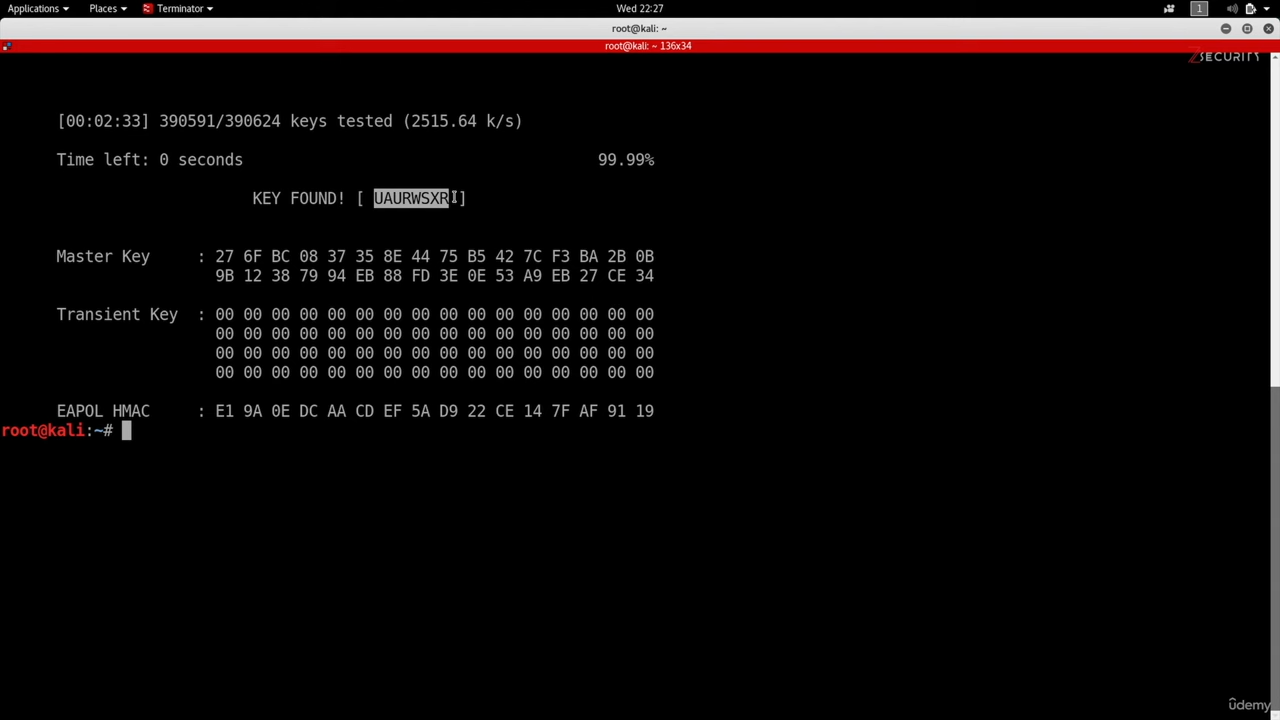 Applications Places Terminator Wed 22:27 1
root@kali: ~
root@kali: ~ 136x34
ZSECURITY
[00:02:33] 390591/390624 keys tested (2515.64 k/s)
Time left: 0 seconds 99.99%
KEY FOUND! [ UAURWSXR ]
Master Key : 27 6F BC 08 37 35 8E 44 75 B5 42 7C F3 BA 2B 0B
9B 12 38 79 94 EB 88 FD 3E 0E 53 A9 EB 27 CE 34
Transient Key : 00 00 00 00 00 00 00 00 00 00 00 00 00 00 00 00
00 00 00 00 00 00 00 00 00 00 00 00 00 00 00 00
00 00 00 00 00 00 00 00 00 00 00 00 00 00 00 00
00 00 00 00 00 00 00 00 00 00 00 00 00 00 00 00
EAPOL HMAC : E1 9A 0E DC AA CD EF 5A D9 22 CE 14 7F AF 91 19
root@kali:~#
ûdemy